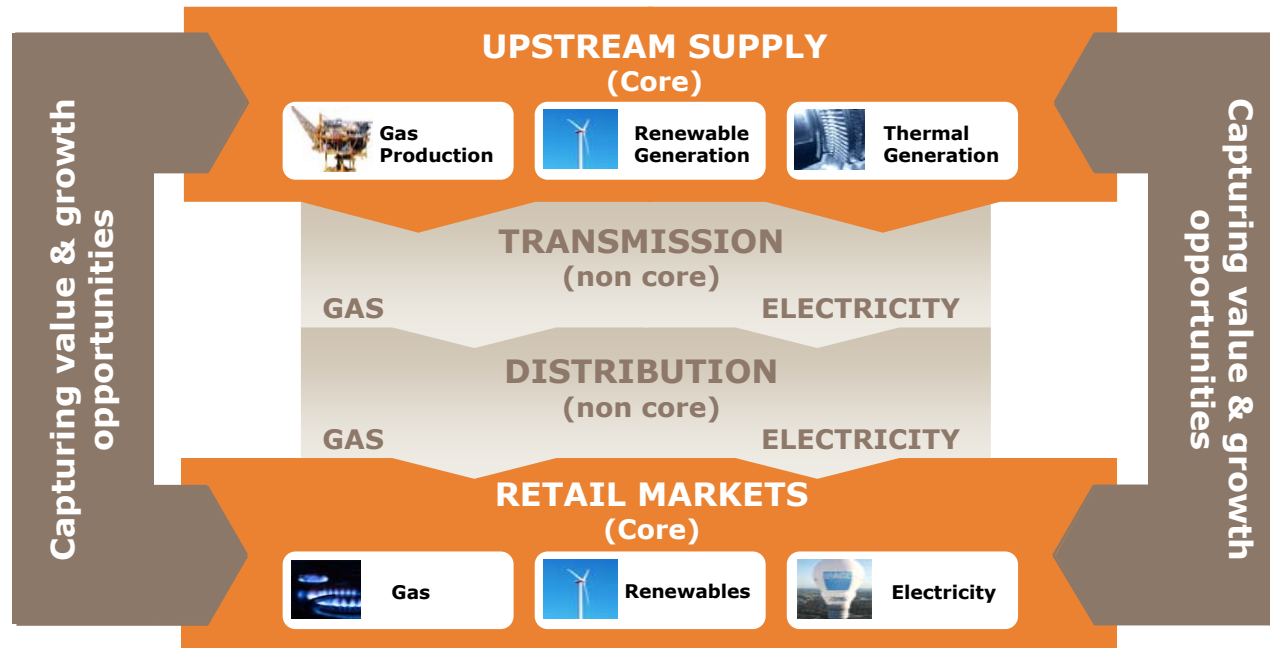 UPSTREAM SUPPLY
(Core)
Gas
Production
Renewable
Generation
Thermal
Generation
Capturing value & growth
opportunities
TRANSMISSION
(non core)
GAS
ELECTRICITY
DISTRIBUTION
(non core)
GAS
ELECTRICITY
Capturing value & growth
opportunities
RETAIL MARKETS
(Core)
Gas
Renewables
Electricity